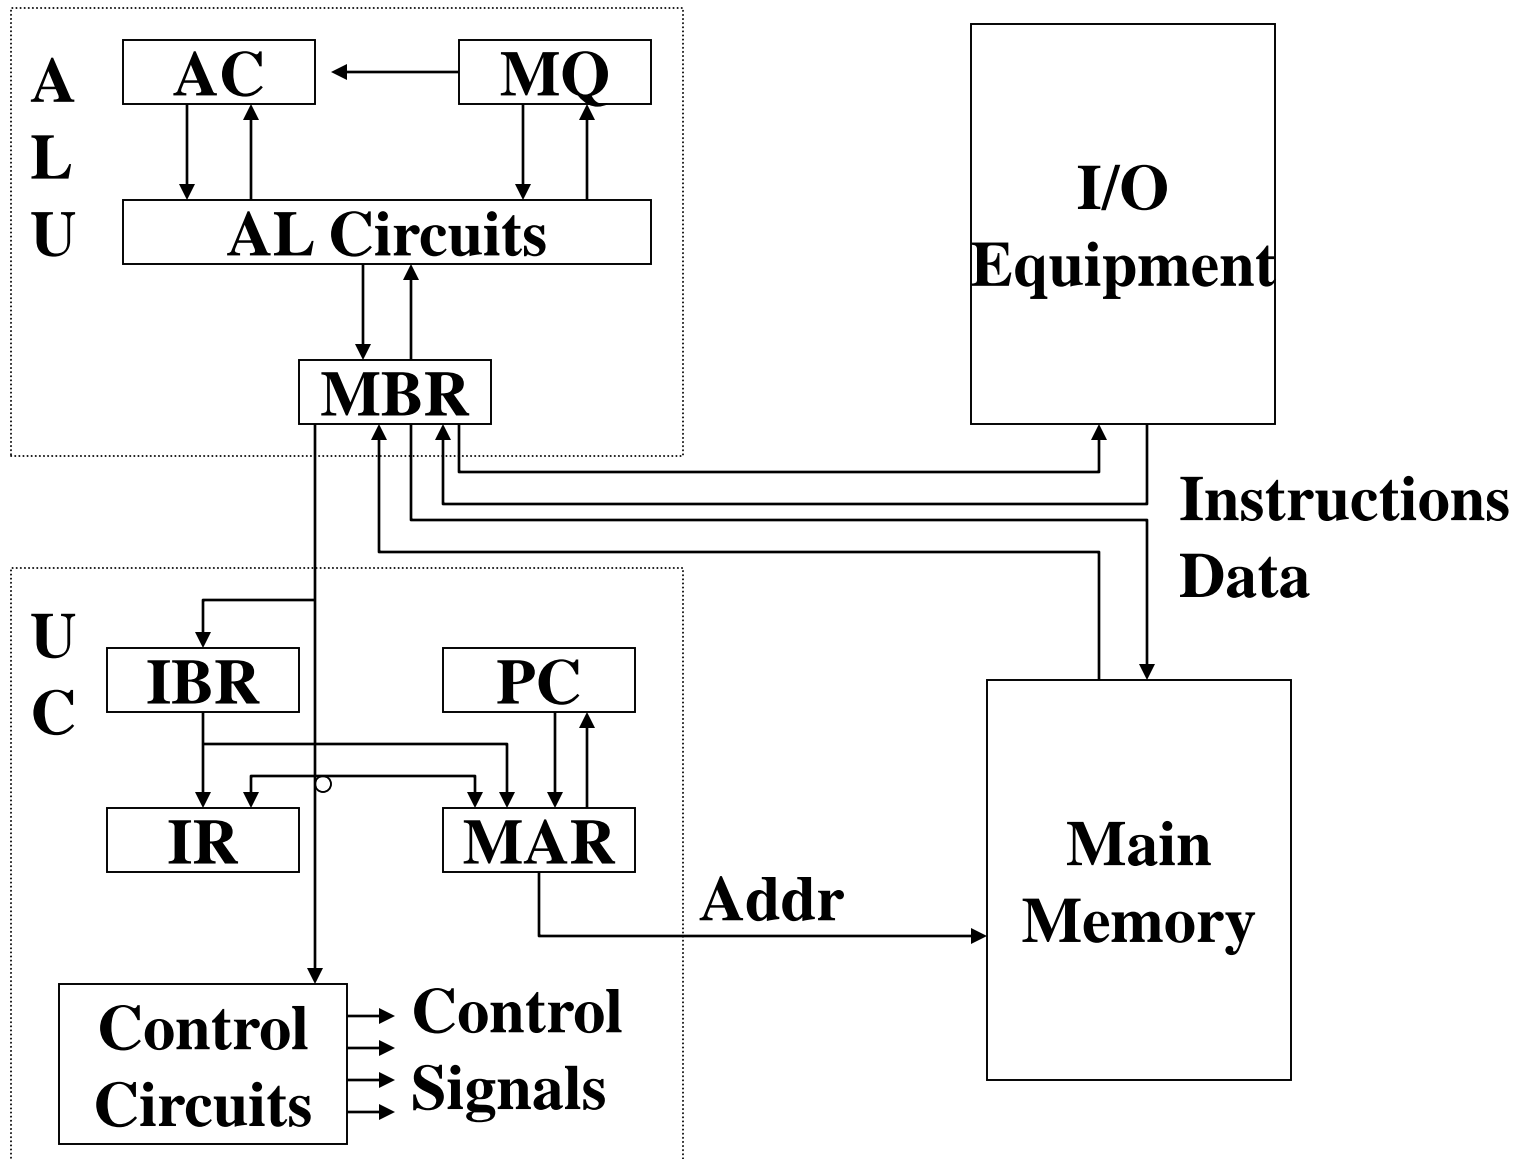 A
L
U
AC
MQ
AL Circuits
MBR
I/O
Equipment
Instructions
Data
U
C
IBR
PC
IR
MAR
Addr
Main
Memory
Control
Circuits
Control
Signals